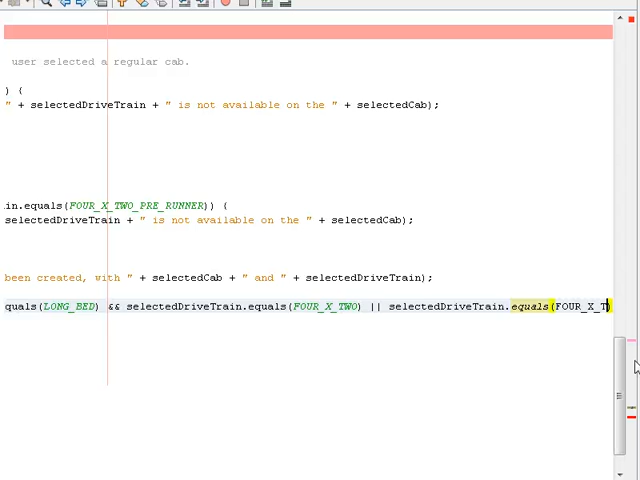 user selected a regular cab.
) {
" + selectedDriveTrain + " is not available on the " + selectedCab);
in.equals(FOUR_X_TWO_PRE_RUNNER)) {
selectedDriveTrain + " is not available on the " + selectedCab);
been created, with " + selectedCab + " and " + selectedDriveTrain);
quals(LONG_BED) && selectedDriveTrain.equals(FOUR_X_TWO) || selectedDriveTrain.equals(FOUR_X_T)